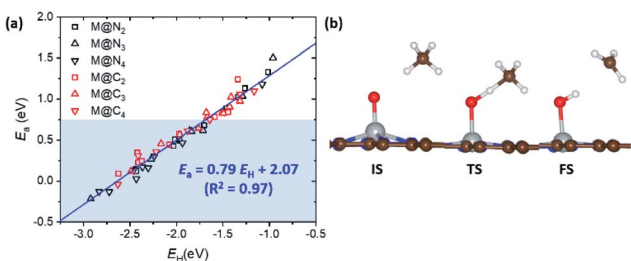 (a)
M@N₂
M@N₃
M@N₄
M@C₂
M@C₃
M@C₄
2.0
1.5
1.0
0.5
0.0
-0.5
Eₐ (eV)
Eₐ = 0.79 E_H + 2.07
(R² = 0.97)
-3.0 -2.5 -2.0 -1.5 -1.0 -0.5
E_H(eV)
(b)
IS TS FS